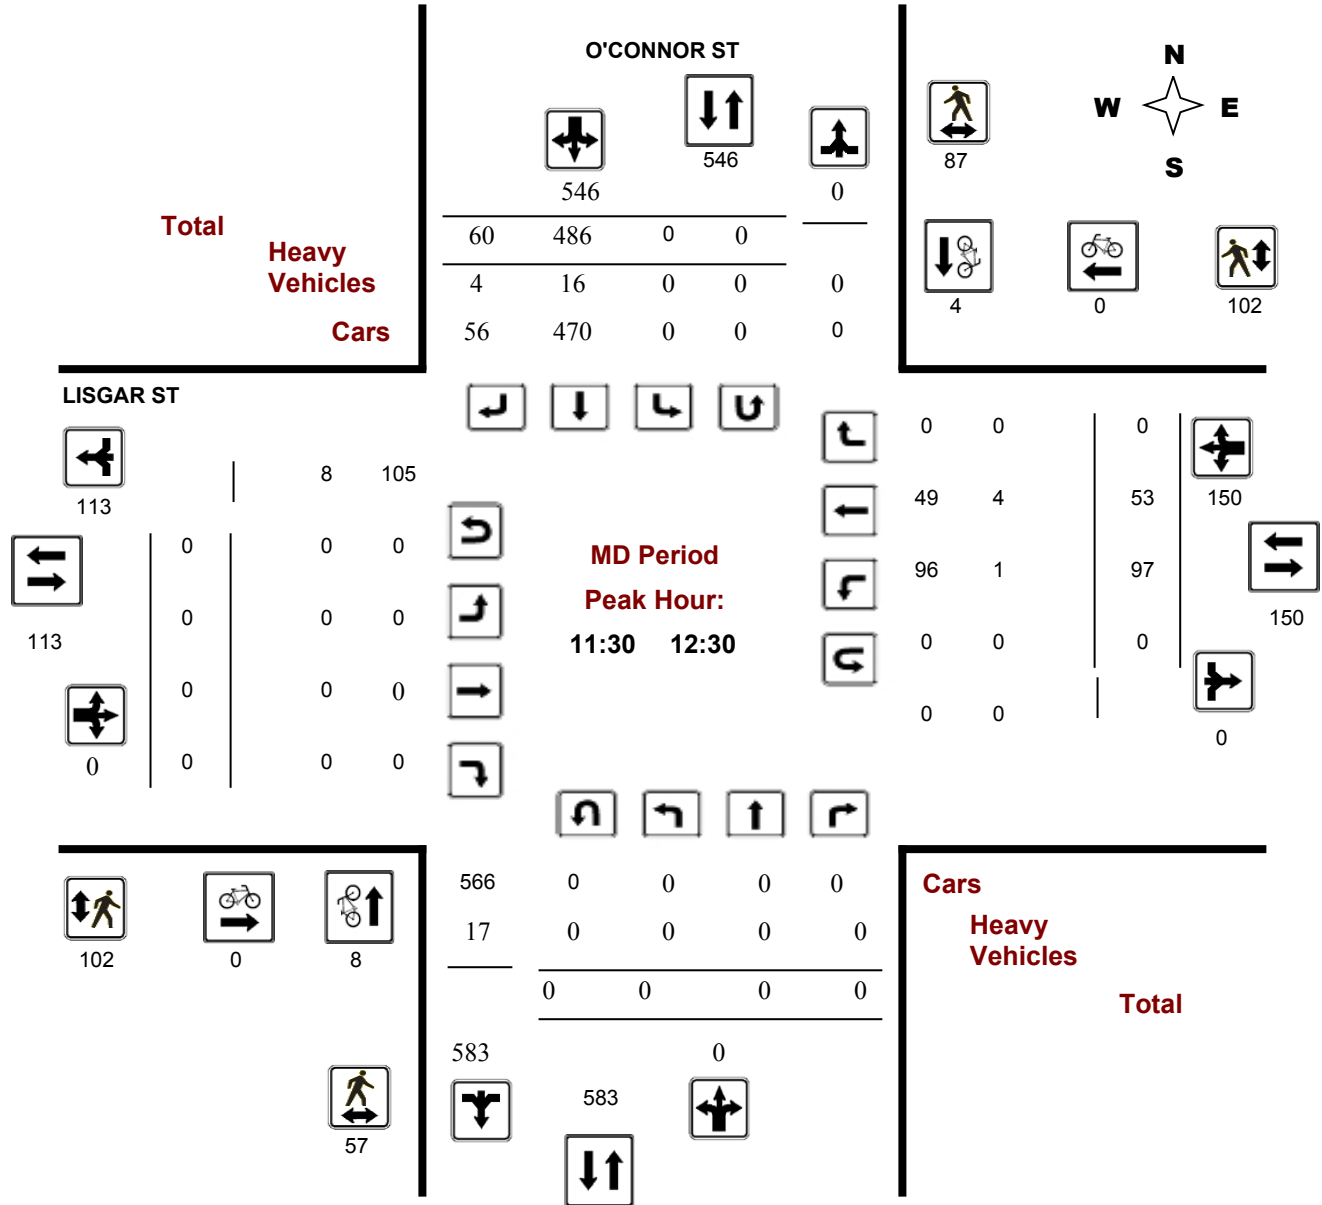 O'CONNOR ST
N
W E
S
546
87
546 0
Total
60 486 0 0
Heavy
Vehicles
4 16 0 0 0
4 0 102
Cars
56 470 0 0 0
LISGAR ST
0 0 0
8 105
113
49 4 53 150
0 0 0
MD Period
96 1 97
Peak Hour:
0 0 0
150
113
11:30 12:30
0 0 0
0 0 0
0 0
0
0 0 0 0
566 0 0 0 0
Cars
17 0 0 0 0
Heavy
Vehicles
102 0 8
0 0 0 0
Total
583 0
583
57